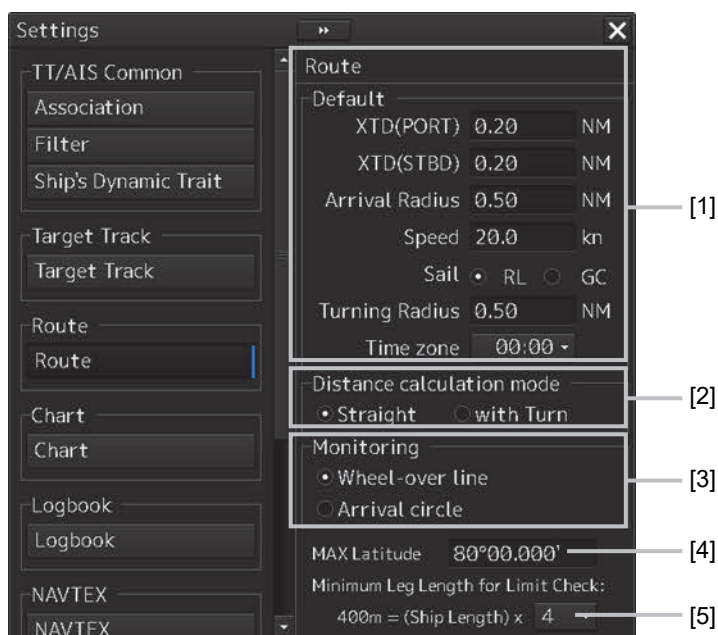 Settings
TT/AIS Common
Association
Filter
Ship's Dynamic Trait
Target Track
Target Track
Route
Route
Chart
Chart
Logbook
Logbook
NAVTEX
NAVTEX
Route
Default
XTD(PORT) 0.20 NM
XTD(STBD) 0.20 NM
Arrival Radius 0.50 NM
Speed 20.0 kn
Sail RL GC
Turning Radius 0.50 NM
Time zone 00:00
[1]
Distance calculation mode
Straight with Turn
[2]
Monitoring
Wheel-over line
Arrival circle
[3]
MAX Latitude 80°00.000'
[4]
Minimum Leg Length for Limit Check:
400m = (Ship Length) x 4
[5]